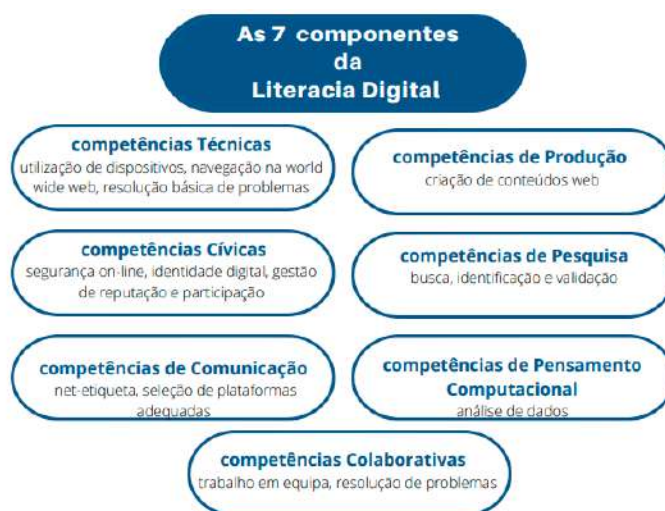 As 7 componentes
da
Literacia Digital
competências Técnicas
utilização de dispositivos, navegação na world
wide web, resolução básica de problemas
competências de Produção
criação de conteúdos web
competências Cívicas
segurança on-line, identidade digital, gestão
de reputação e participação
competências de Pesquisa
busca, identificação e validação
competências de Comunicação
net-etiqueta, seleção de plataformas
adequadas
competências de Pensamento
Computacional
análise de dados
competências Colaborativas
trabalho em equipa, resolução de problemas